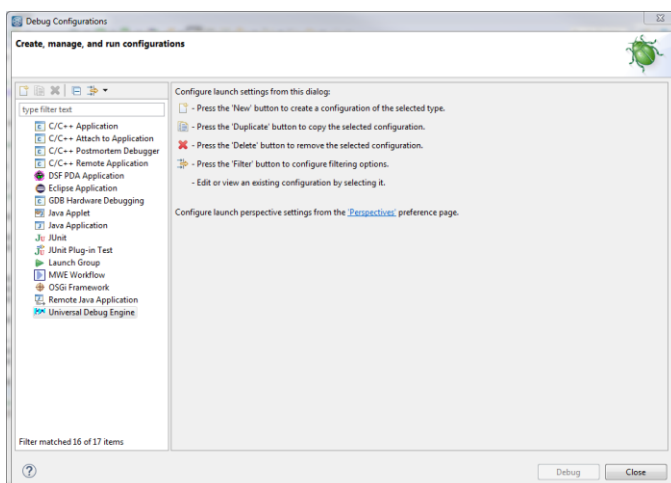 Debug Configurations
Create, manage, and run configurations
type filter text
C/C++ Application
C/C++ Attach to Application
C/C++ Postmortem Debugger
C/C++ Remote Application
DSF PDA Application
Eclipse Application
GDB Hardware Debugging
Java Applet
Java Application
Ju JUnit
JUnit Plug-in Test
Launch Group
MWE Workflow
OSGi Framework
Remote Java Application
Universal Debug Engine
Filter matched 16 of 17 items
Configure launch settings from this dialog:
- Press the 'New' button to create a configuration of the selected type.
- Press the 'Duplicate' button to copy the selected configuration.
- Press the 'Delete' button to remove the selected configuration.
- Press the 'Filter' button to configure filtering options.
- Edit or view an existing configuration by selecting it.
Configure launch perspective settings from the 'Perspectives' preference page.
?
Debug
Close